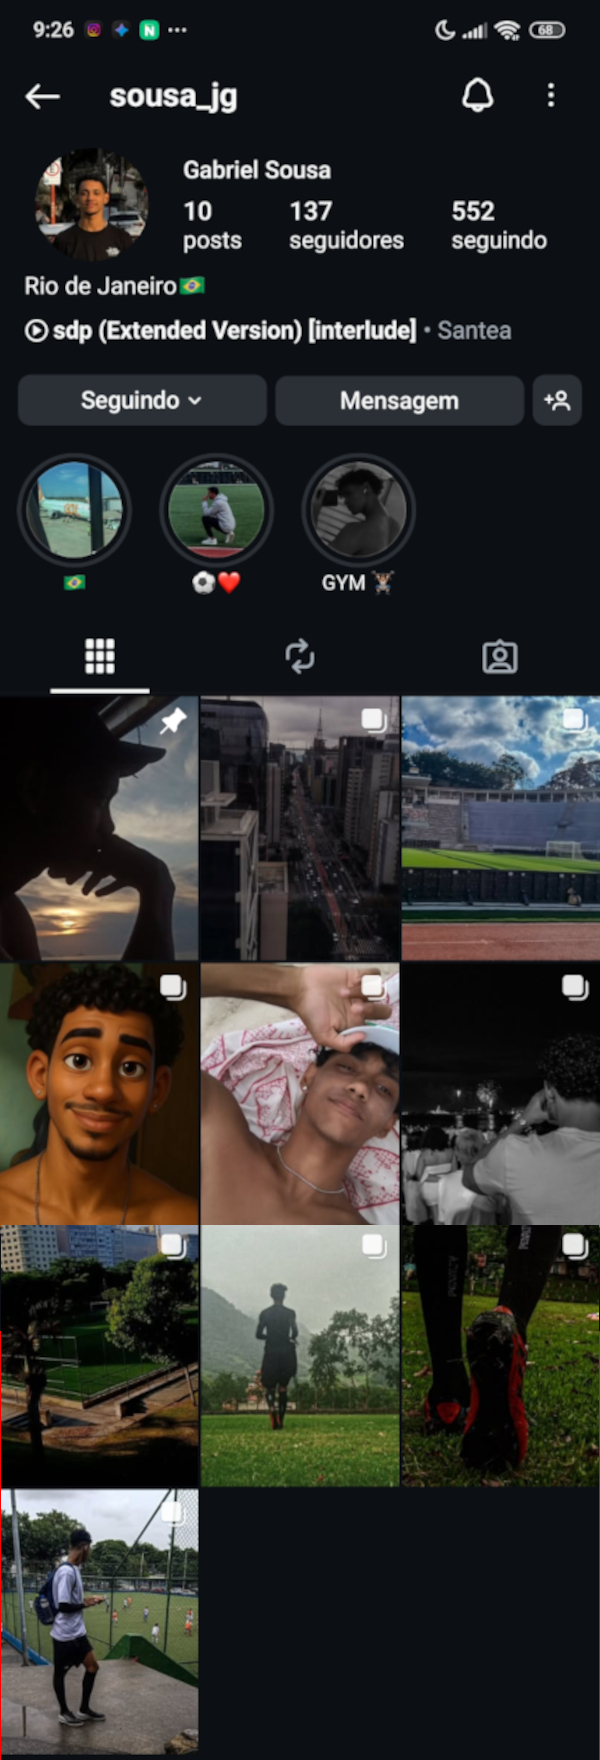 9:26
68
sousa_jg
Gabriel Sousa
10 137 552
posts seguidores seguindo
Rio de Janeiro🇧🇷
sdp (Extended Version) [interlude] • Santea
Seguindo Mensagem
🇧🇷 ⚽❤️ GYM 🏋🏽